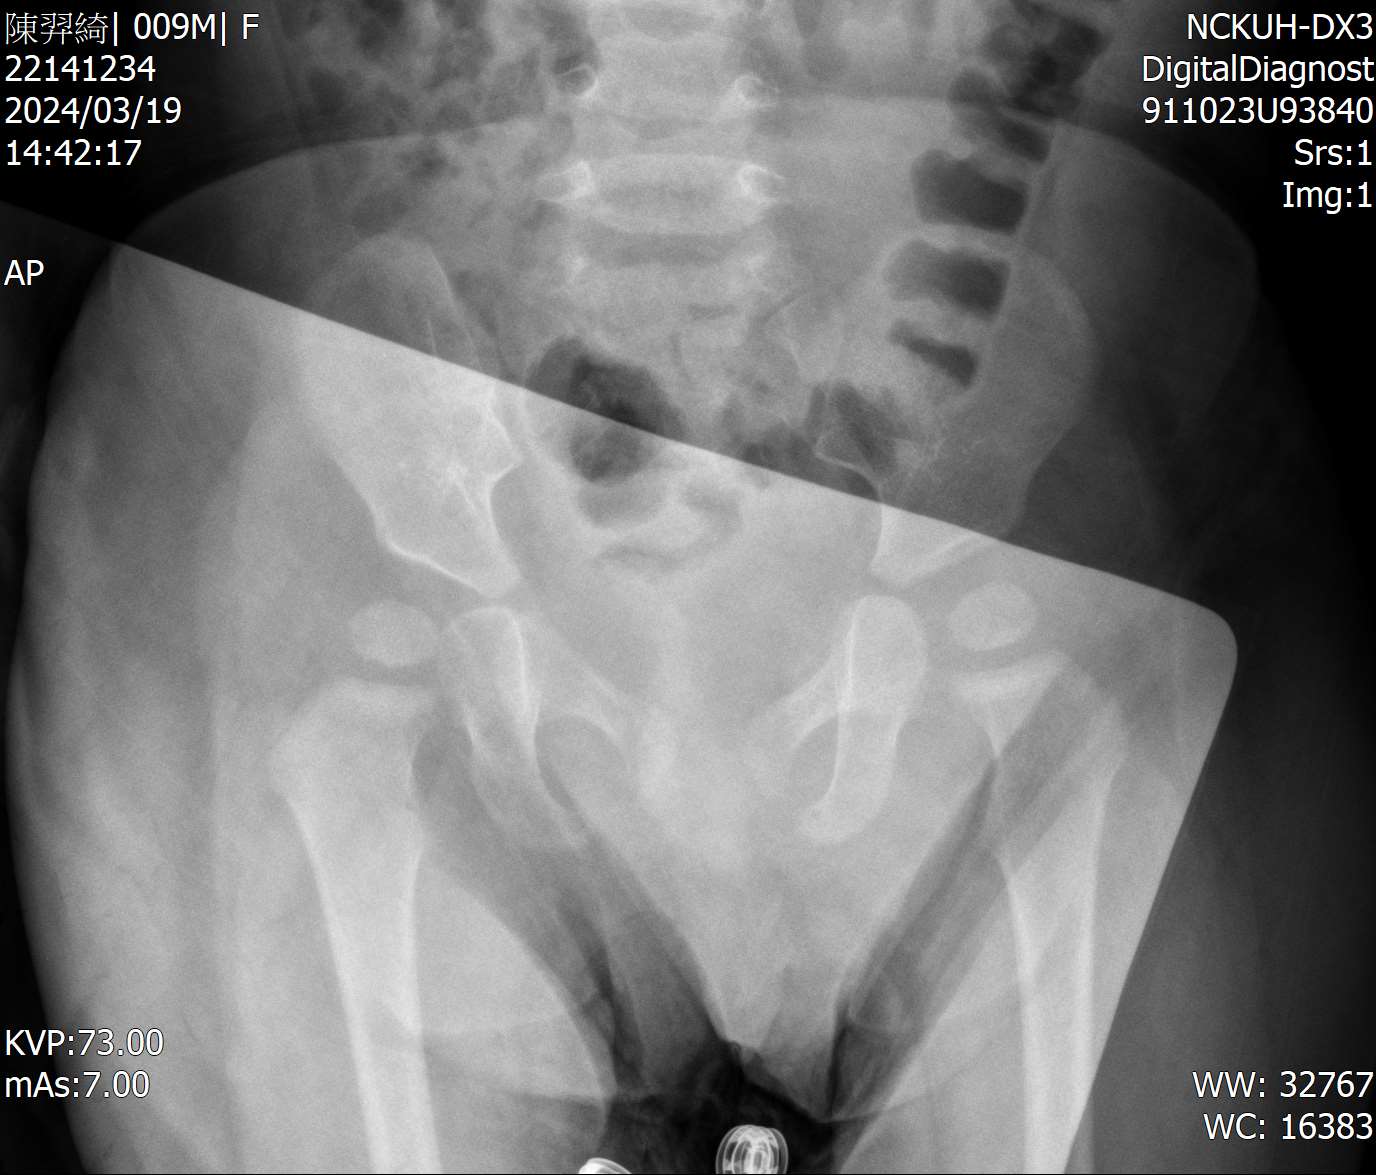 陳羿綺| 009M| F
22141234
2024/03/19
14:42:17
NCKUH-DX3
DigitalDiagnost
911023U93840
Srs:1
Img:1
AP
KVP:73.00
mAs:7.00
WW: 32767
WC: 16383